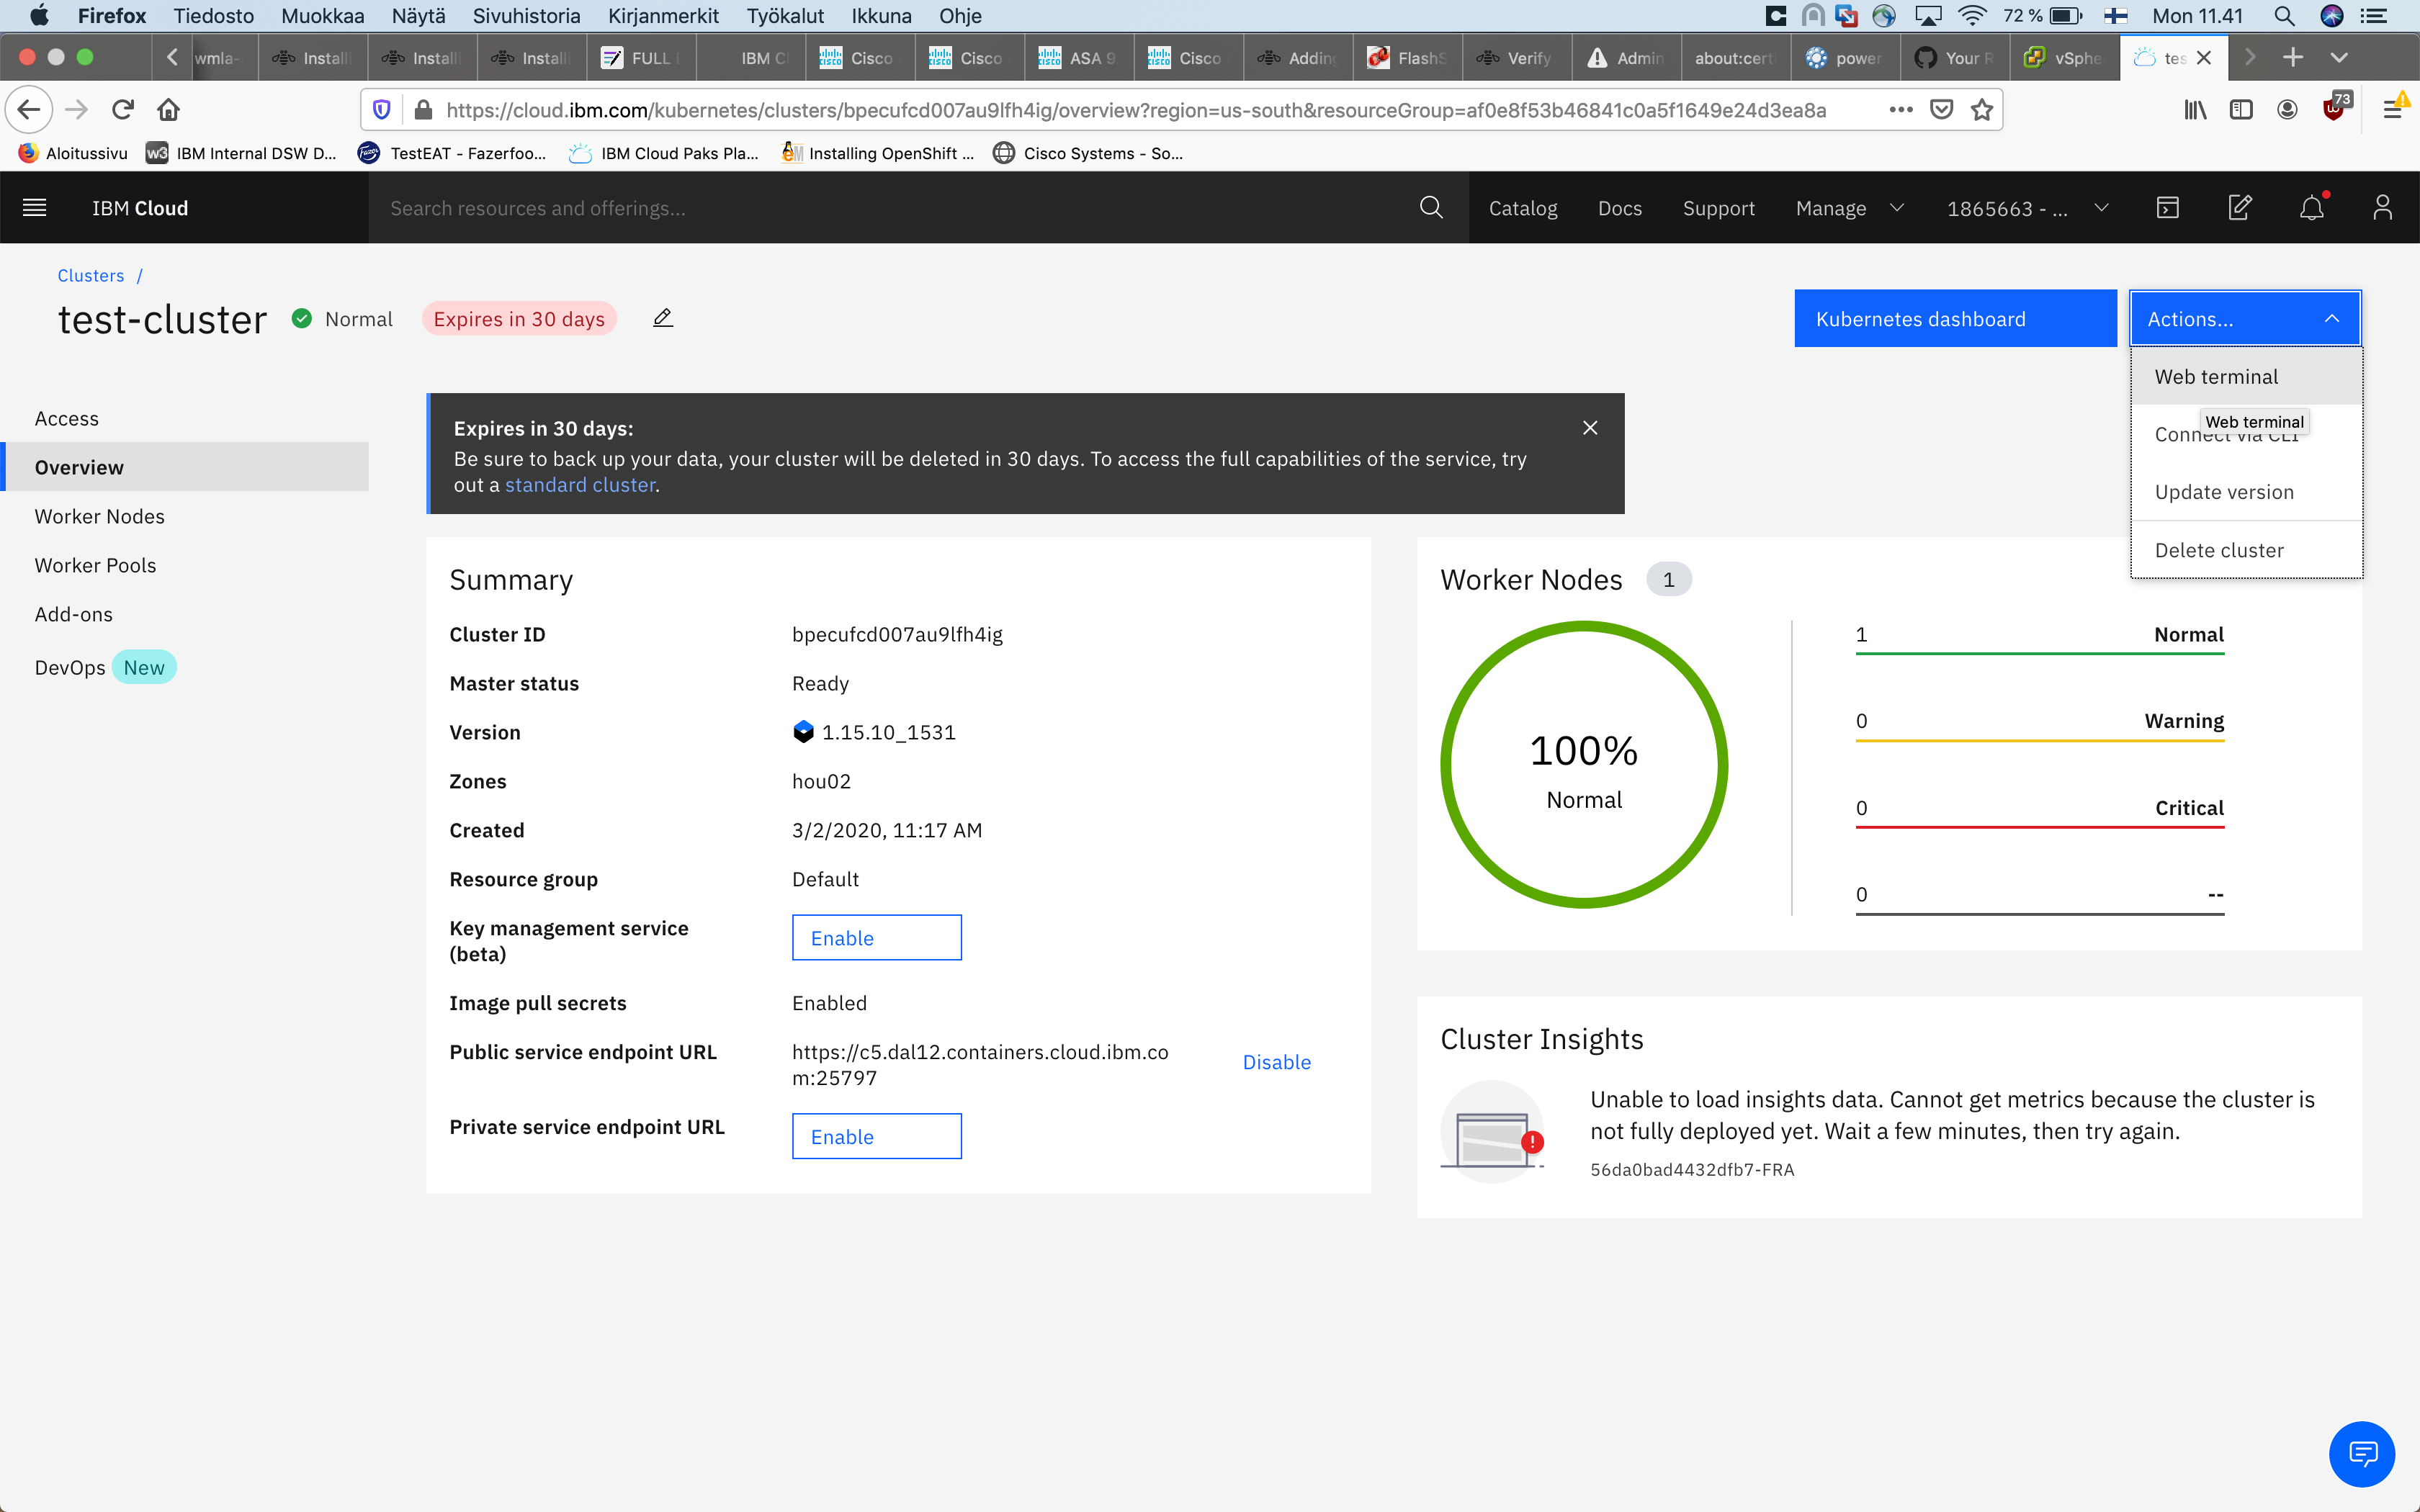 Firefox Tiedosto Muokkaa Näytä Sivuhistoria Kirjanmerkit Työkalut Ikkuna Ohje 72 % Mon 11.41
wmla- Install Install Install FULL IBM C Cisco Cisco ASA 9 Cisco Adding FlashS Verify Admin about:cert power Your R vSphe tes
https://cloud.ibm.com/kubernetes/clusters/bpecufcd007au9lfh4ig/overview?region=us-south&resourceGroup=af0e8f53b46841c0a5f1649e24d3ea8a 73
Aloitussivu w3 IBM Internal DSW D... Fazer TestEAT - Fazerfoo... IBM Cloud Paks Pla... Installing OpenShift ... Cisco Systems - So...
IBM Cloud Search resources and offerings... Catalog Docs Support Manage 1865663 - ...
Clusters /
test-cluster Normal Expires in 30 days Kubernetes dashboard Actions...
Web terminal
Web terminal
Connect via CLI
Update version
Delete cluster
Access
Overview
Worker Nodes
Worker Pools
Add-ons
DevOps New
Expires in 30 days:
Be sure to back up your data, your cluster will be deleted in 30 days. To access the full capabilities of the service, try
out a standard cluster.
Summary
Cluster ID bpecufcd007au9lfh4ig
Master status Ready
Version 1.15.10_1531
Zones hou02
Created 3/2/2020, 11:17 AM
Resource group Default
Key management service
(beta) Enable
Image pull secrets Enabled
Public service endpoint URL https://c5.dal12.containers.cloud.ibm.co
m:25797 Disable
Private service endpoint URL Enable
Worker Nodes 1
100%
Normal
1 Normal
0 Warning
0 Critical
0 --
Cluster Insights
Unable to load insights data. Cannot get metrics because the cluster is
not fully deployed yet. Wait a few minutes, then try again.
56da0bad4432dfb7-FRA